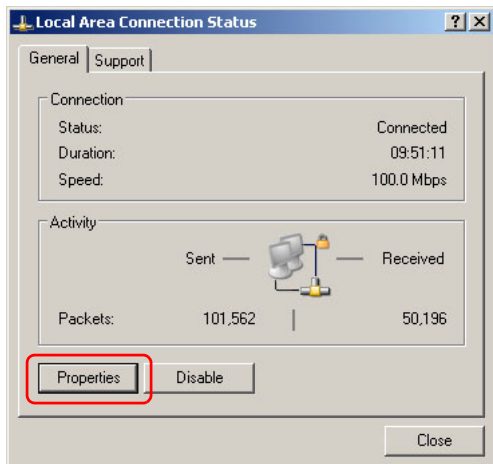 Local Area Connection Status ? ×
General Support
Connection
Status: Connected
Duration: 09:51:11
Speed: 100.0 Mbps
Activity
Sent — — Received
Packets: 101,562 | 50,196
Properties Disable
Close